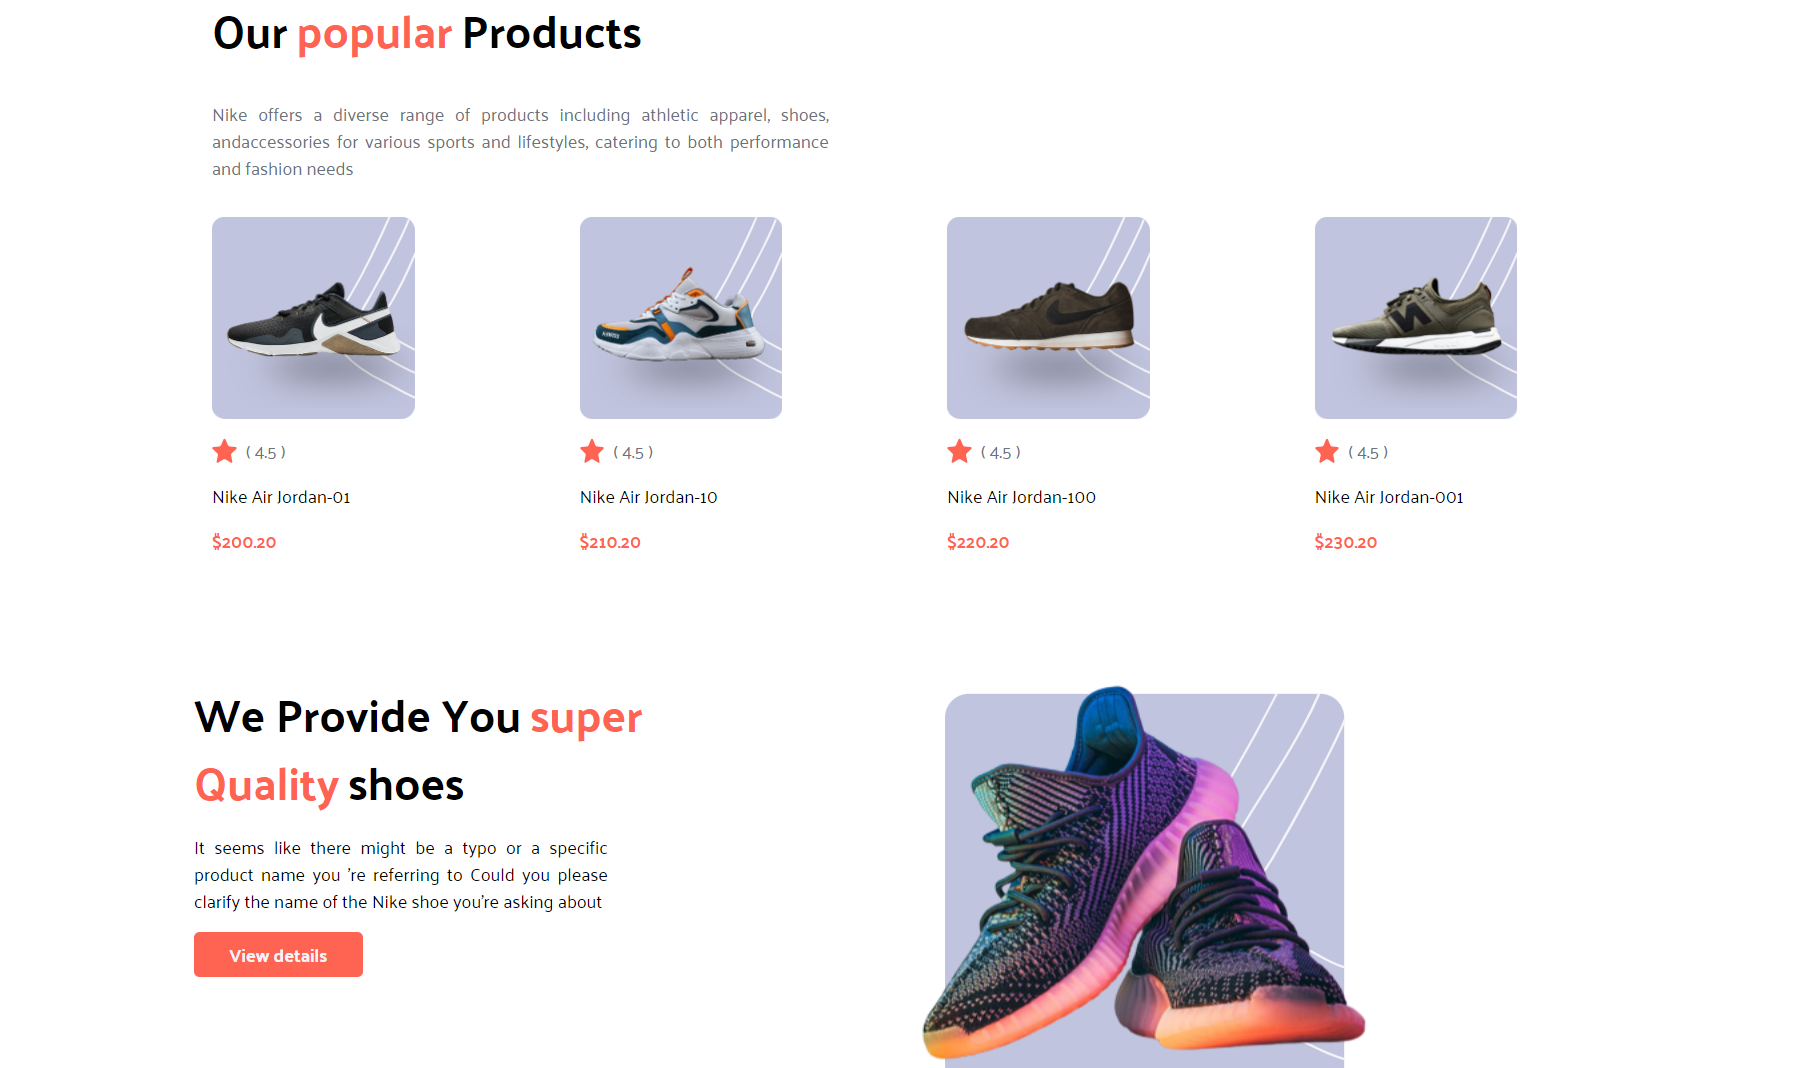 Our popular Products
Nike offers a diverse range of products including athletic apparel, shoes,
andaccessories for various sports and lifestyles, catering to both performance
and fashion needs
( 4.5 )
Nike Air Jordan-01
$200.20
( 4.5 )
Nike Air Jordan-10
$210.20
( 4.5 )
Nike Air Jordan-100
$220.20
( 4.5 )
Nike Air Jordan-001
$230.20
We Provide You super
Quality shoes
It seems like there might be a typo or a specific
product name you 're referring to Could you please
clarify the name of the Nike shoe you're asking about
View details